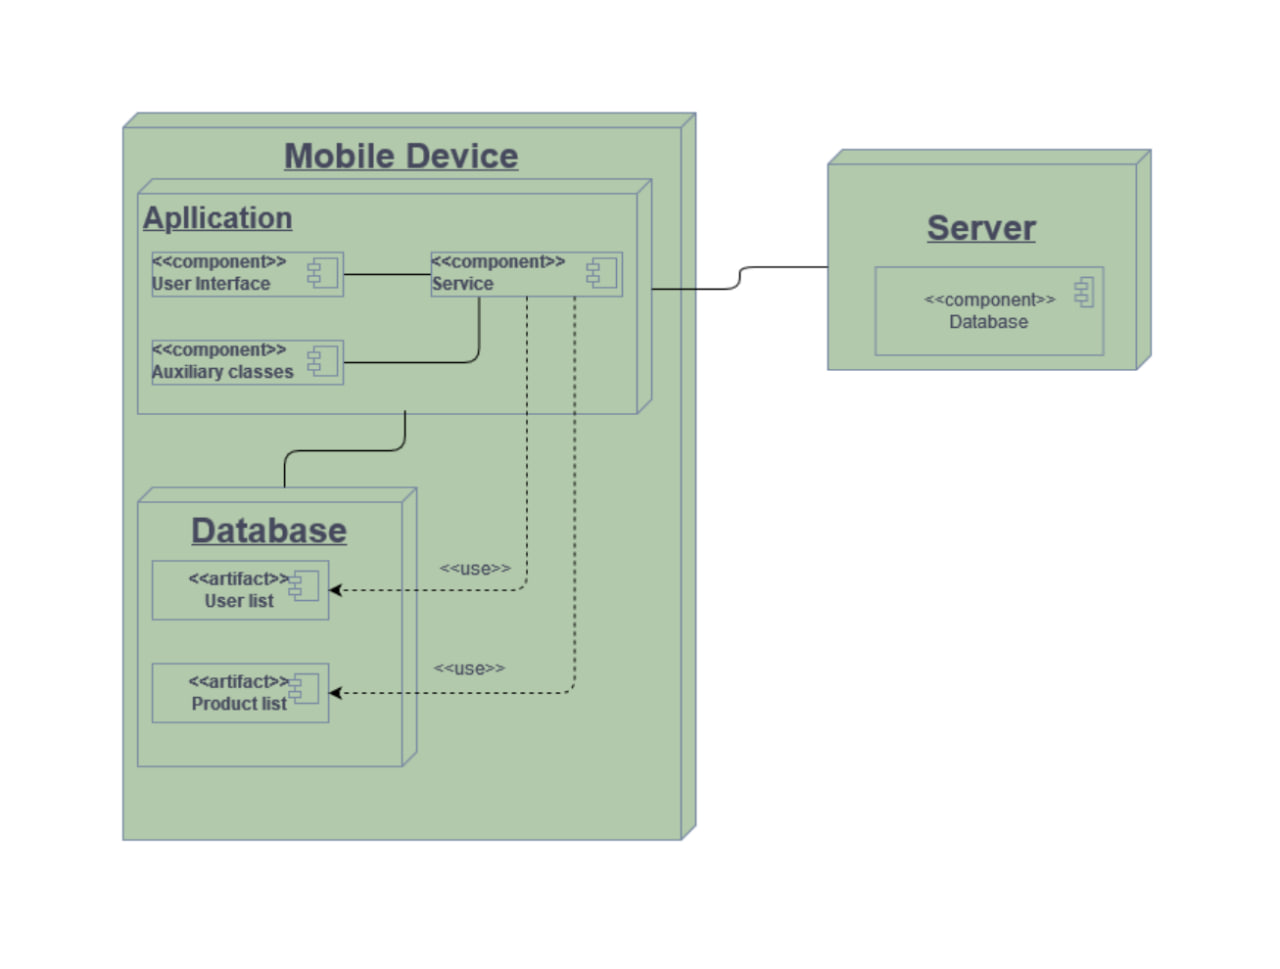 Mobile Device
Apllication
<<component>>
User Interface
<<component>>
Service
<<component>>
Auxiliary classes
Database
<<artifact>>
User list
<<use>>
<<artifact>>
Product list
<<use>>
Server
<<component>>
Database